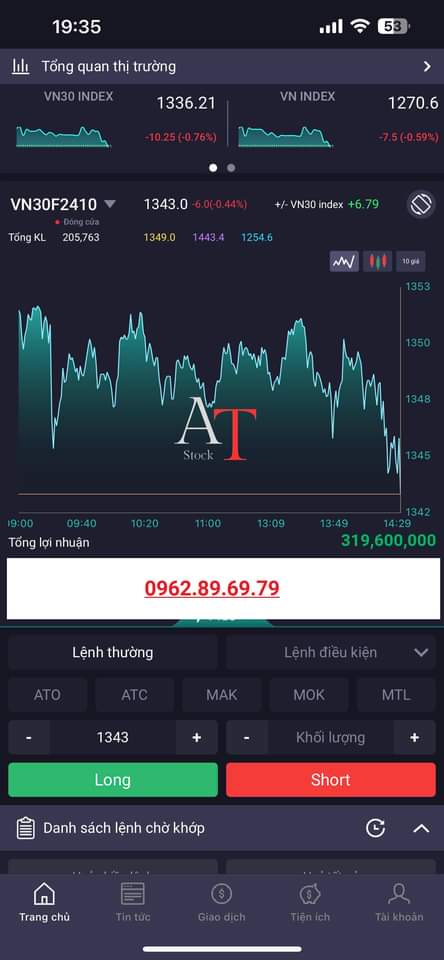 19:35
53
Tổng quan thị trường
VN30 INDEX 1336.21
-10.25 (-0.76%)
VN INDEX 1270.6
-7.5 (-0.59%)
VN30F2410 1343.0 -6.0(-0.44%) +/- VN30 index +6.79
Đóng cửa
Tổng KL 205,763 1349.0 1443.4 1254.6
10 giá
1353
1350
1348
1345
1342
AT
Stock
09:00 09:40 10:20 11:00 13:09 13:49 14:29
Tổng lợi nhuận 319,600,000
0962.89.69.79
Lệnh thường Lệnh điều kiện
ATO ATC MAK MOK MTL
- 1343 + - Khối lượng +
Long Short
Danh sách lệnh chờ khớp
Trang chủ Tin tức Giao dịch Tiện ích Tài khoản